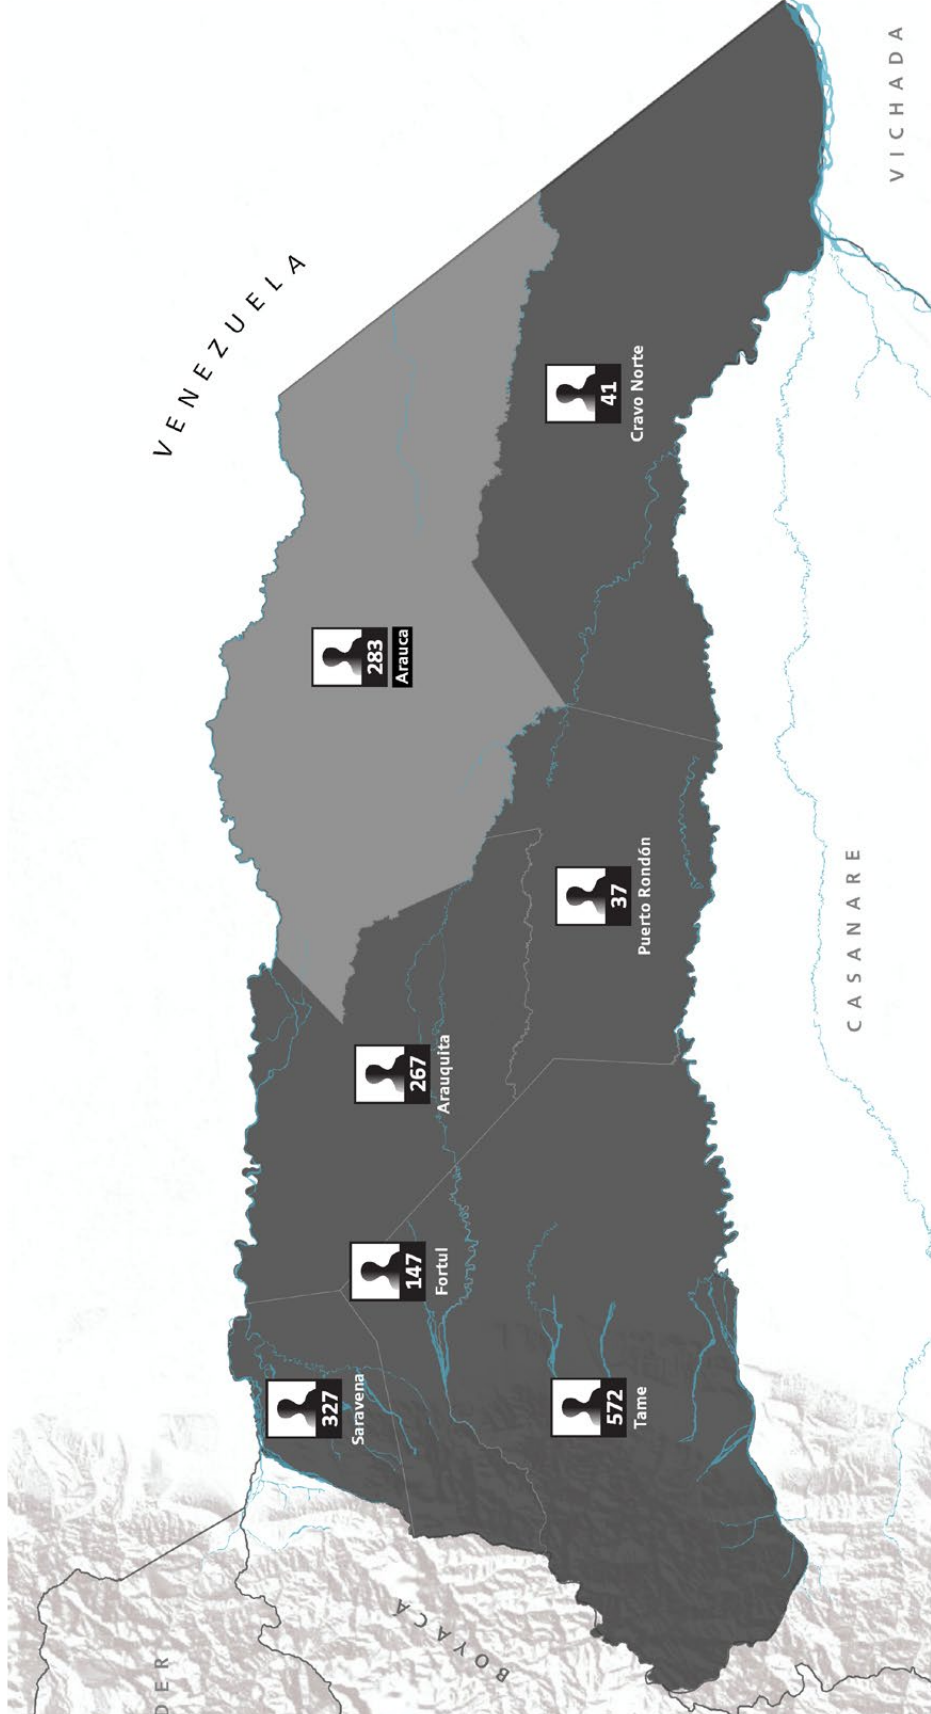 VENEZUELA
VICHADA
283
Arauca
41
Cravo Norte
37
Puerto Rondón
267
Arauquita
147
Fortul
327
Saravena
572
Tame
CASANARE
BOYACÁ
DER